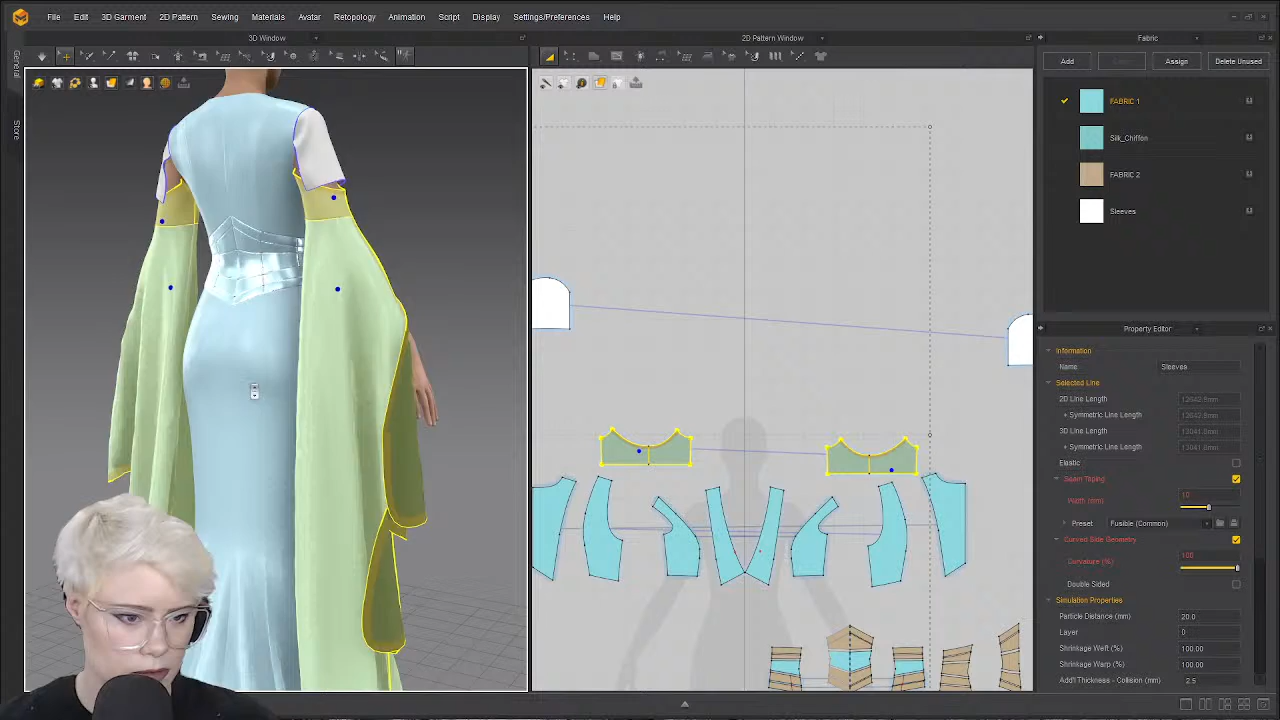 File Edit 3D Garment 2D Pattern Sewing Materials Avatar Retopology Animation Script Display Settings/Preferences Help
3D Window
2D Pattern Window
Fabric
General
Store
Add
Assign
Delete Unused
FABRIC 1
Silk_Chiffon
FABRIC 2
Sleeves
Property Editor
Information
Name Sleeves
Selected Line
2D Line Length
+ Symmetric Line Length
3D Line Length
+ Symmetric Line Length
Elastic
Seam Taping
Width (mm) 10
Preset Fusible (Common)
Curved Side Geometry
Curvature (%) 100
Double Sided
Simulation Properties
Particle Distance (mm) 20.0
Layer 0
Shrinkage Weft (%) 100.00
Shrinkage Warp (%) 100.00
Add'l Thickness - Collision (mm) 2.5